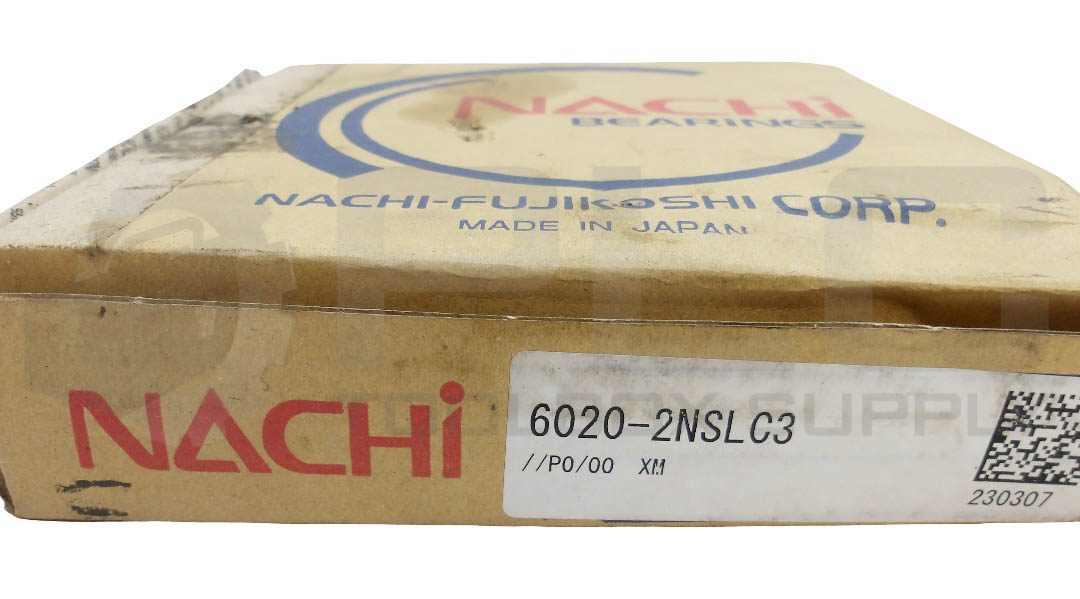 NACHi
BEARINGS
NACHI-FUJIKOSHI CORP.
MADE IN JAPAN
NACHi
6020-2NSLC3
//P0/00 XM
230307